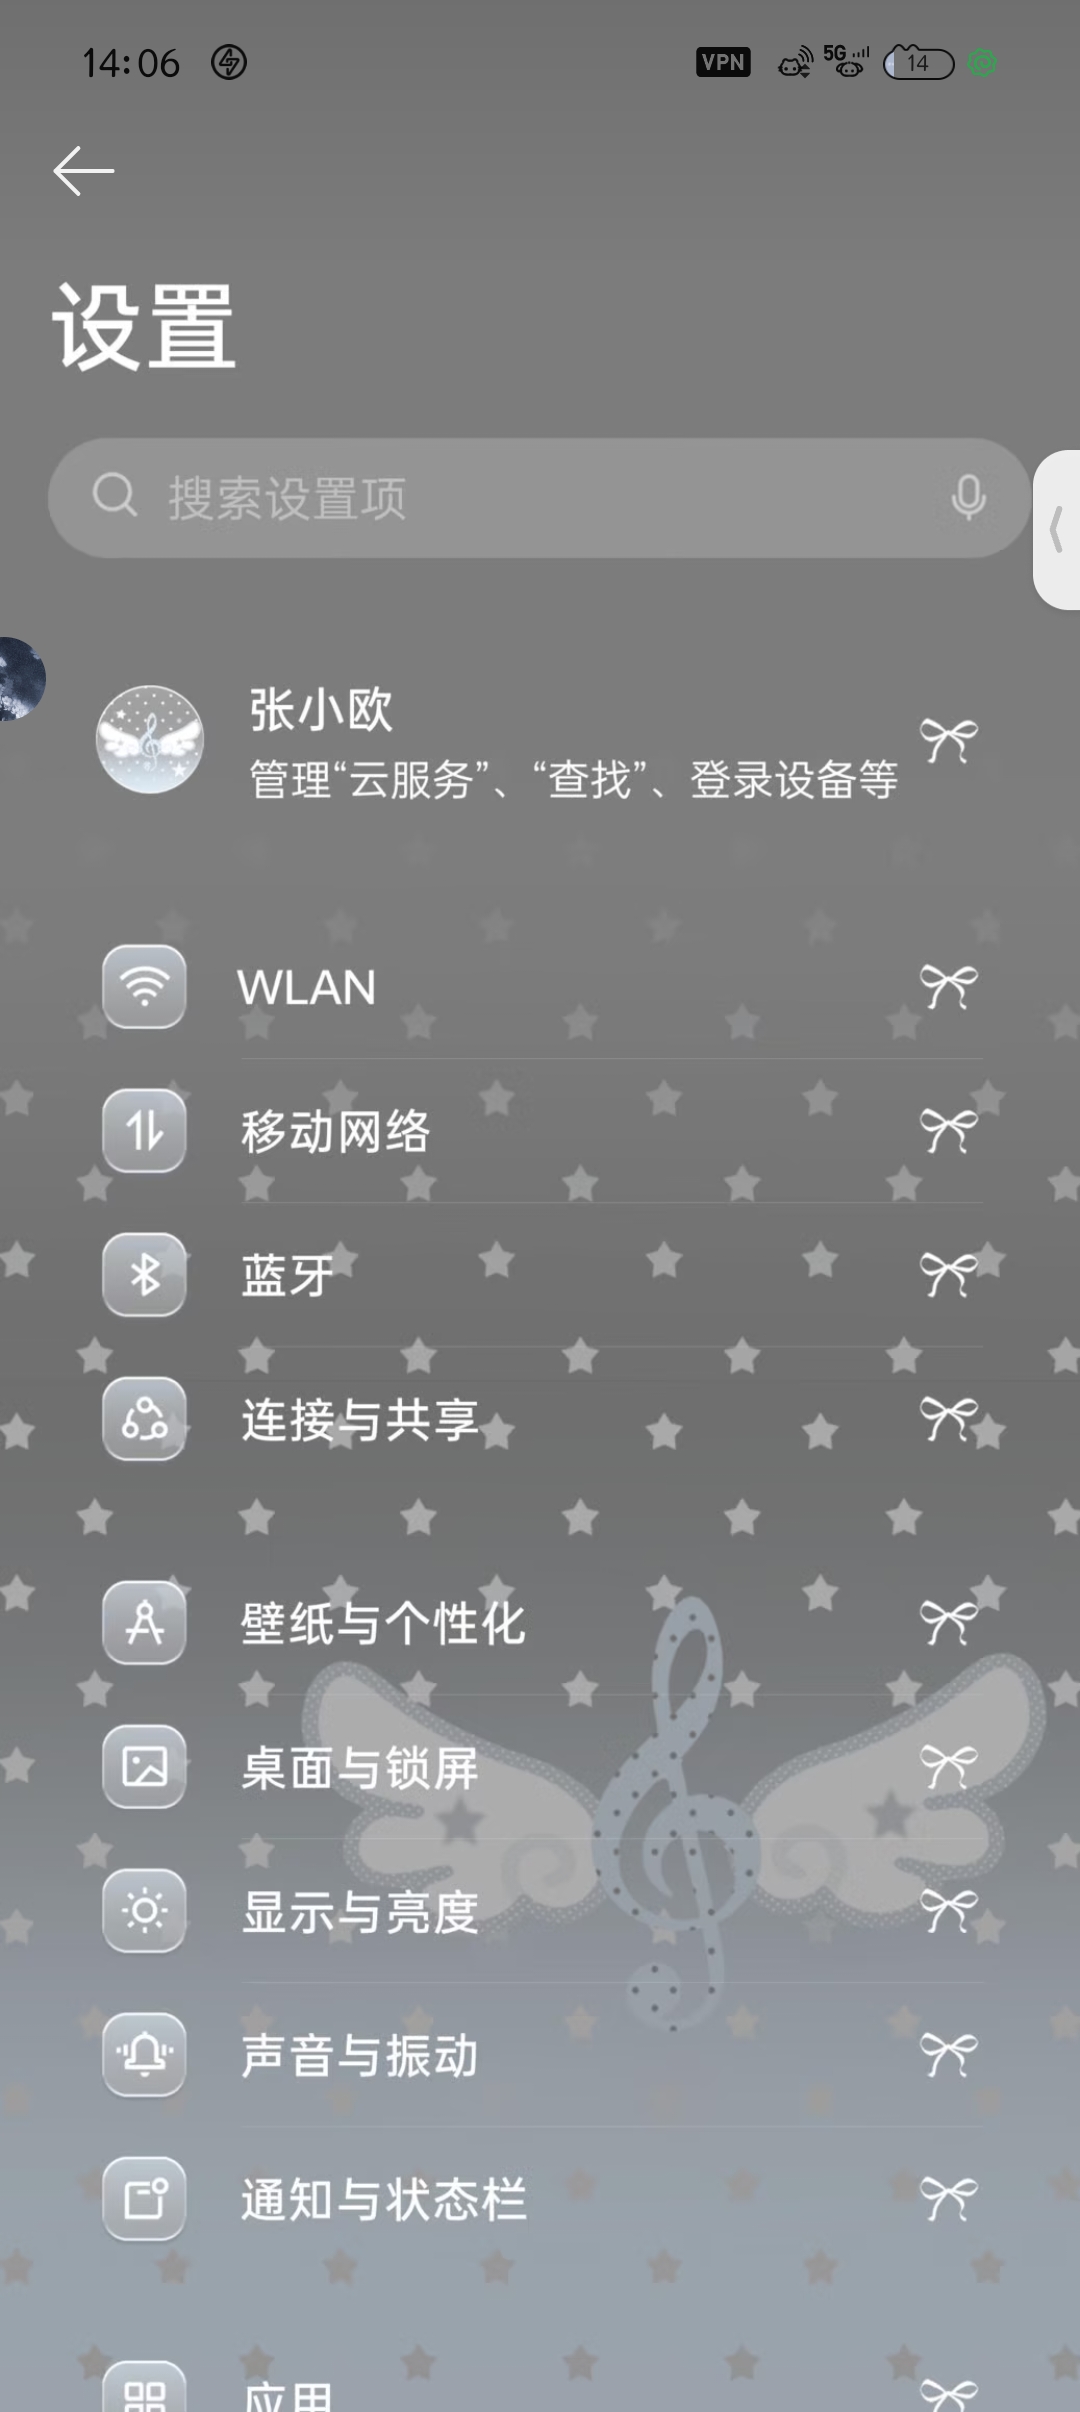 14:06 VPN 5G 14
设置
搜索设置项
张小欧
管理“云服务”、“查找”、登录设备等
WLAN
移动网络
蓝牙
连接与共享
壁纸与个性化
桌面与锁屏
显示与亮度
声音与振动
通知与状态栏
应用